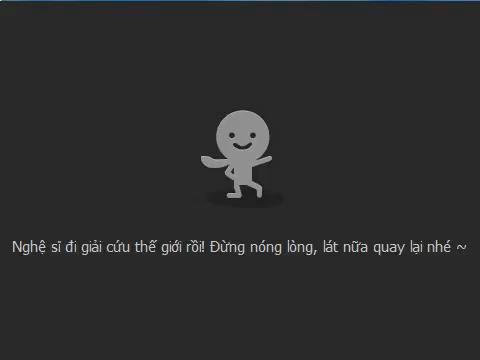 Nghệ sĩ đi giải cứu thế giới rồi! Đừng nóng lòng, lát nữa quay lại nhé ~